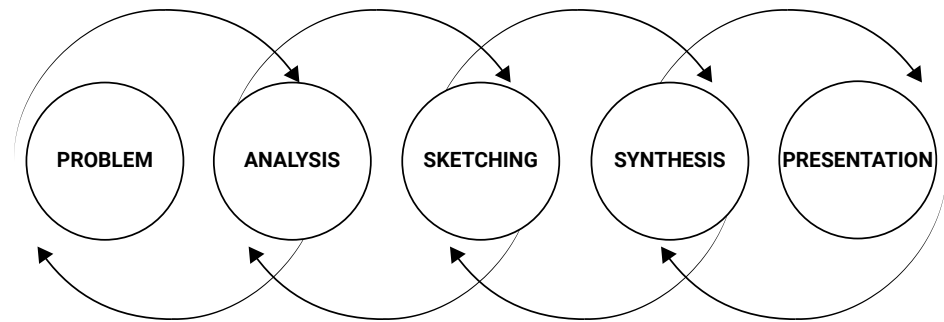 PROBLEM
ANALYSIS
SKETCHING
SYNTHESIS
PRESENTATION